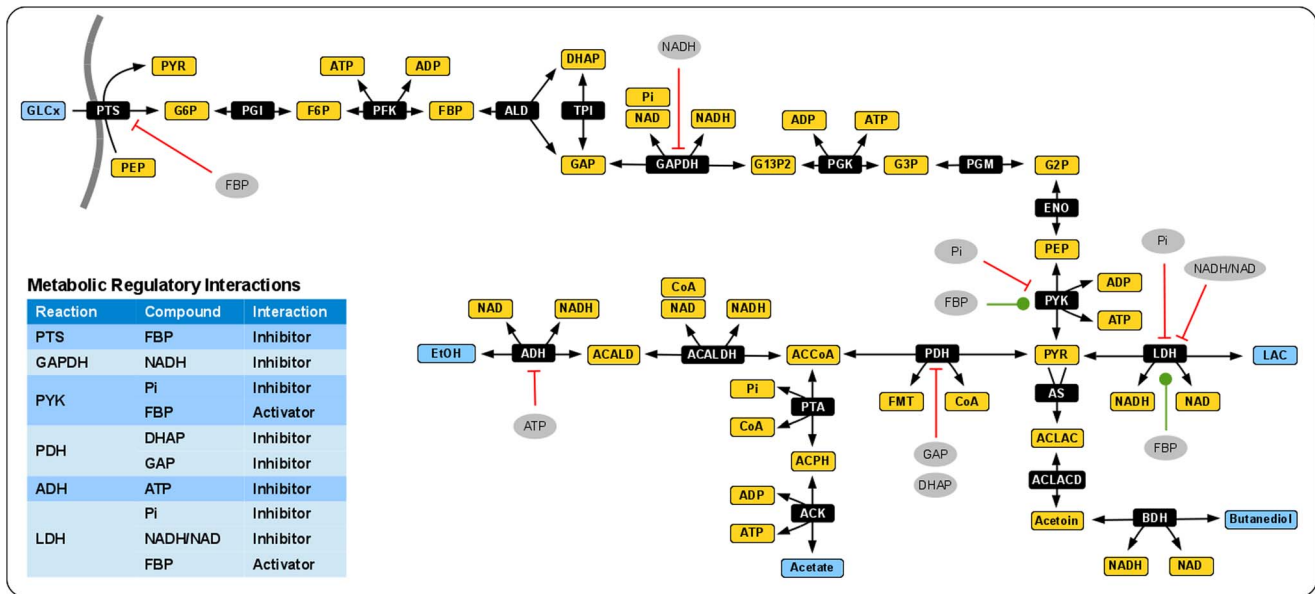 NADH
PYR
ATP
ADP
DHAP
GLCx
PTS
G6P
PGI
F6P
PFK
FBP
ALD
TPI
Pi
NAD
NADH
ADP
ATP
PEP
FBP
GAP
GAPDH
G13P2
PGK
G3P
PGM
G2P
ENO
PEP
Pi
Pi
NADH/NAD
FBP
PYK
ADP
ATP
Metabolic Regulatory Interactions
Reaction Compound Interaction
PTS FBP Inhibitor
GAPDH NADH Inhibitor
PYK Pi Inhibitor
FBP Activator
PDH DHAP Inhibitor
GAP Inhibitor
ADH ATP Inhibitor
LDH Pi Inhibitor
NADH/NAD Inhibitor
FBP Activator
NAD
NADH
CoA
NAD
NADH
EtOH
ADH
ACALD
ACALDH
ACCoA
PDH
PYR
LDH
LAC
ATP
Pi
PTA
CoA
FMT
CoA
AS
NADH
NAD
ACPH
GAP
DHAP
ACLAC
FBP
ADP
ACK
ATP
ACLACD
Acetate
Acetoin
BDH
Butanediol
NADH
NAD